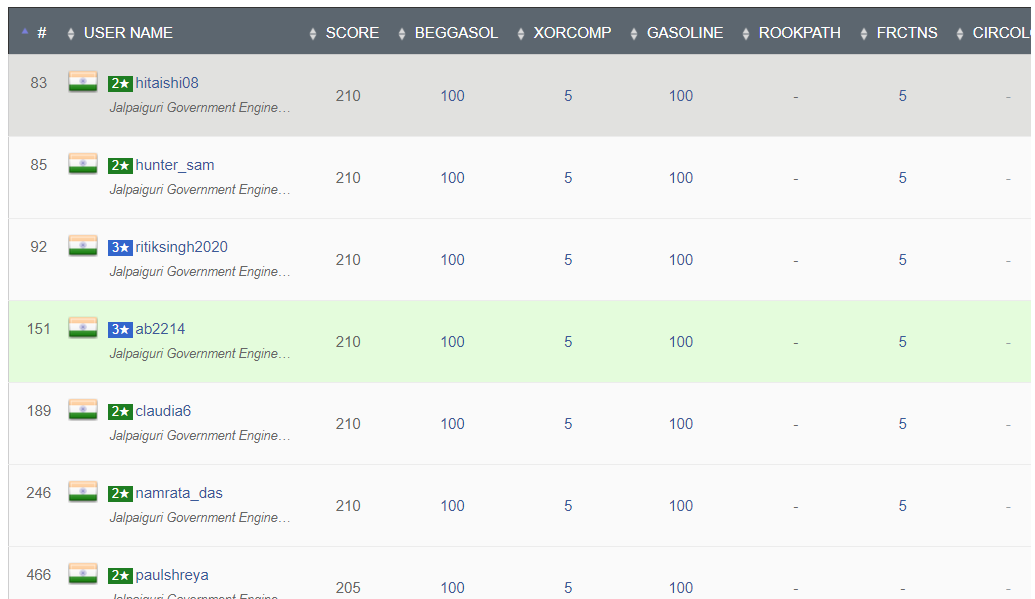 # USER NAME SCORE BEGGASOL XORCOMP GASOLINE ROOKPATH FRCTNS CIRCOL
83 2★ hitaishi08 210 100 5 100 - 5 -
Jalpaiguri Government Engine…
85 2★ hunter_sam 210 100 5 100 - 5 -
Jalpaiguri Government Engine…
92 3★ ritiksingh2020 210 100 5 100 - 5 -
Jalpaiguri Government Engine…
151 3★ ab2214 210 100 5 100 - 5 -
Jalpaiguri Government Engine…
189 2★ claudia6 210 100 5 100 - 5 -
Jalpaiguri Government Engine…
246 2★ namrata_das 210 100 5 100 - 5 -
Jalpaiguri Government Engine…
466 2★ paulshreya 205 100 5 100 - - -
Jalpaiguri Government Engine…